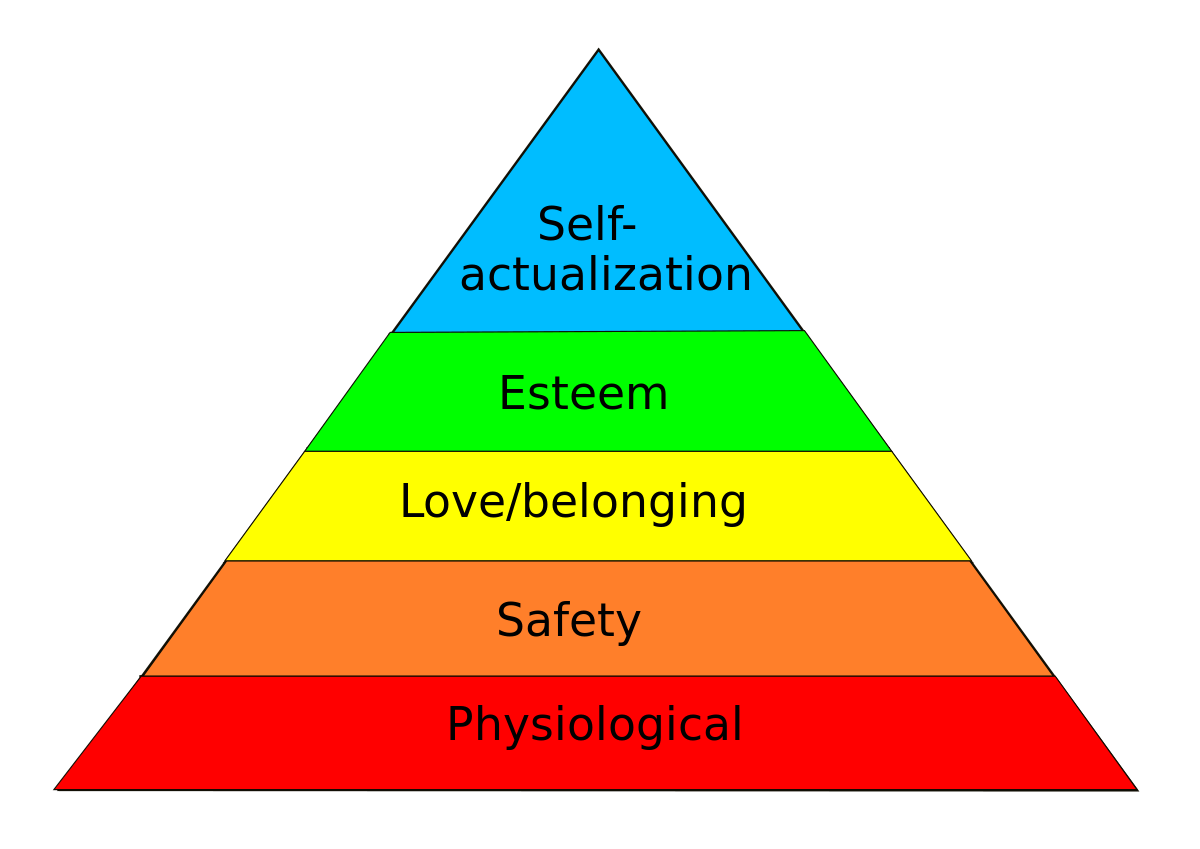 Self-
actualization
Esteem
Love/belonging
Safety
Physiological